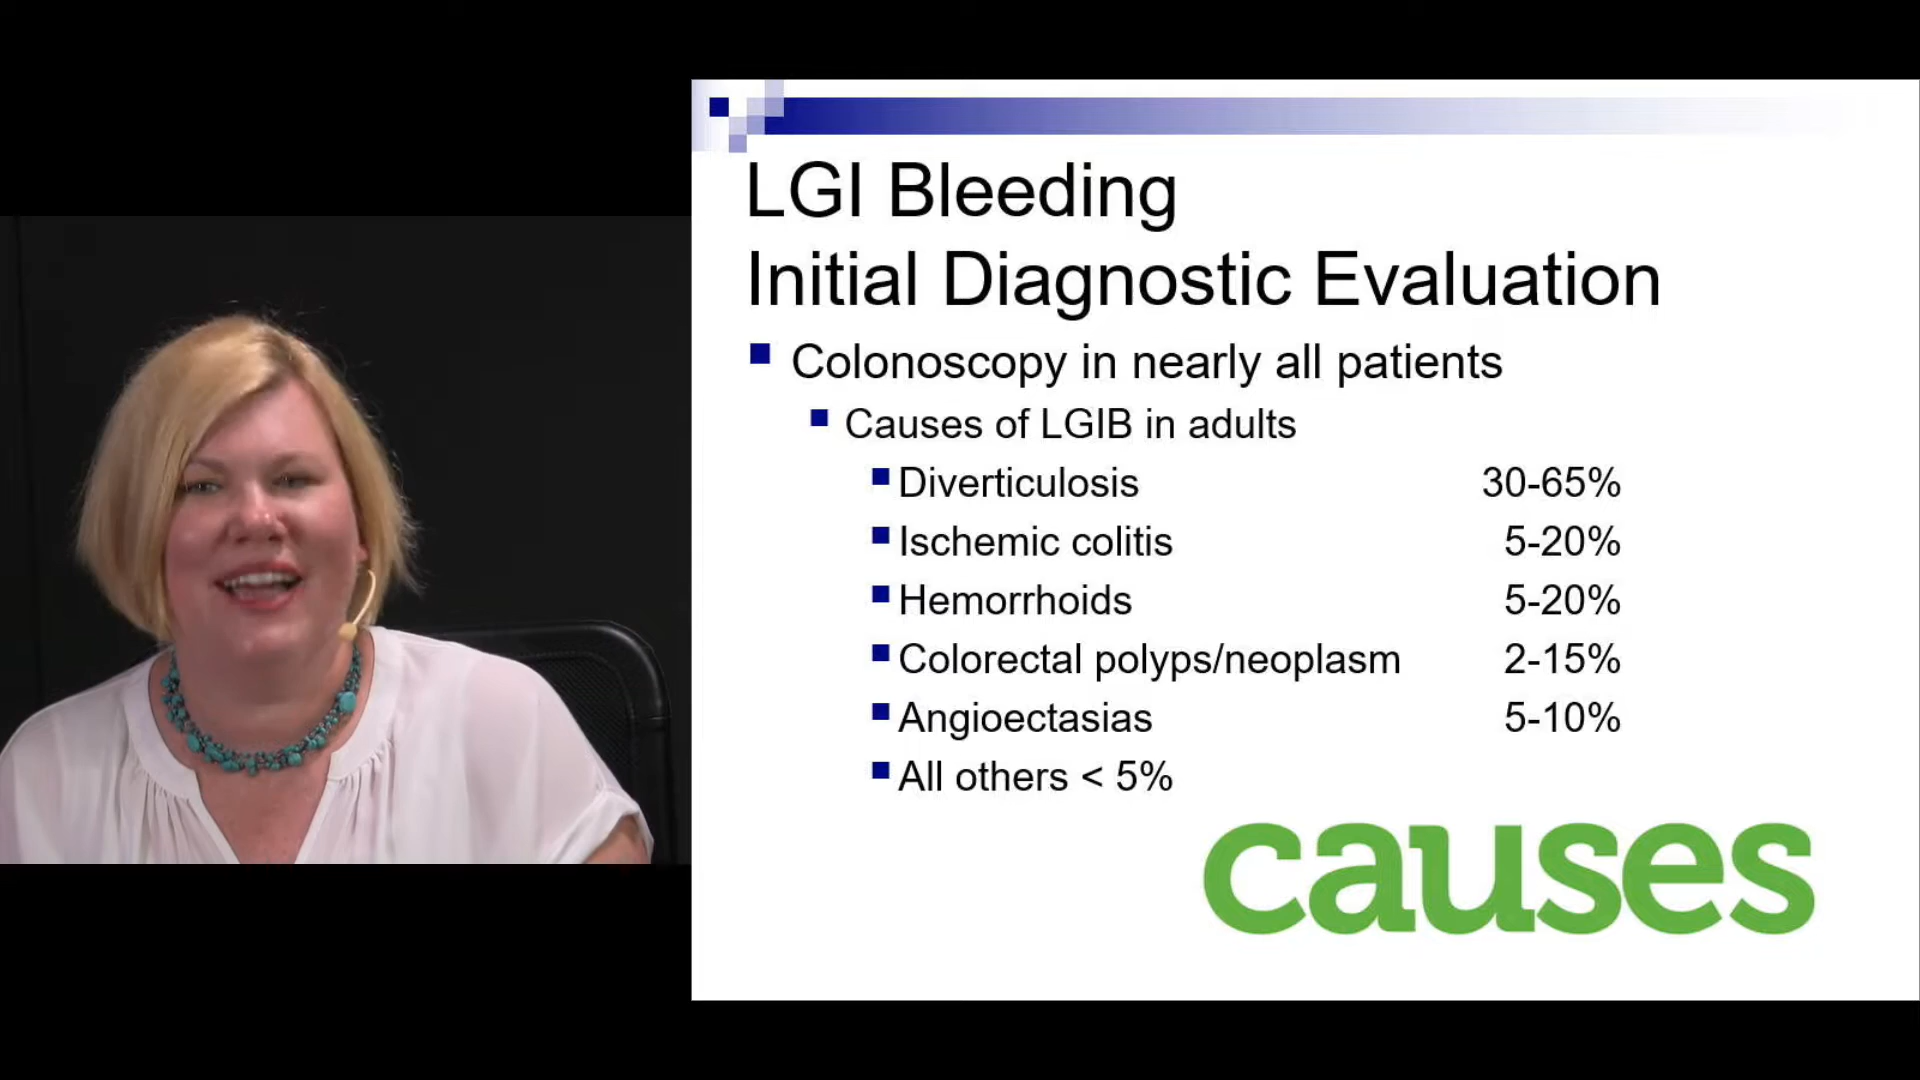 LGI Bleeding
Initial Diagnostic Evaluation
Colonoscopy in nearly all patients
Causes of LGIB in adults
Diverticulosis 30-65%
Ischemic colitis 5-20%
Hemorrhoids 5-20%
Colorectal polyps/neoplasm 2-15%
Angioectasias 5-10%
All others < 5%
causes